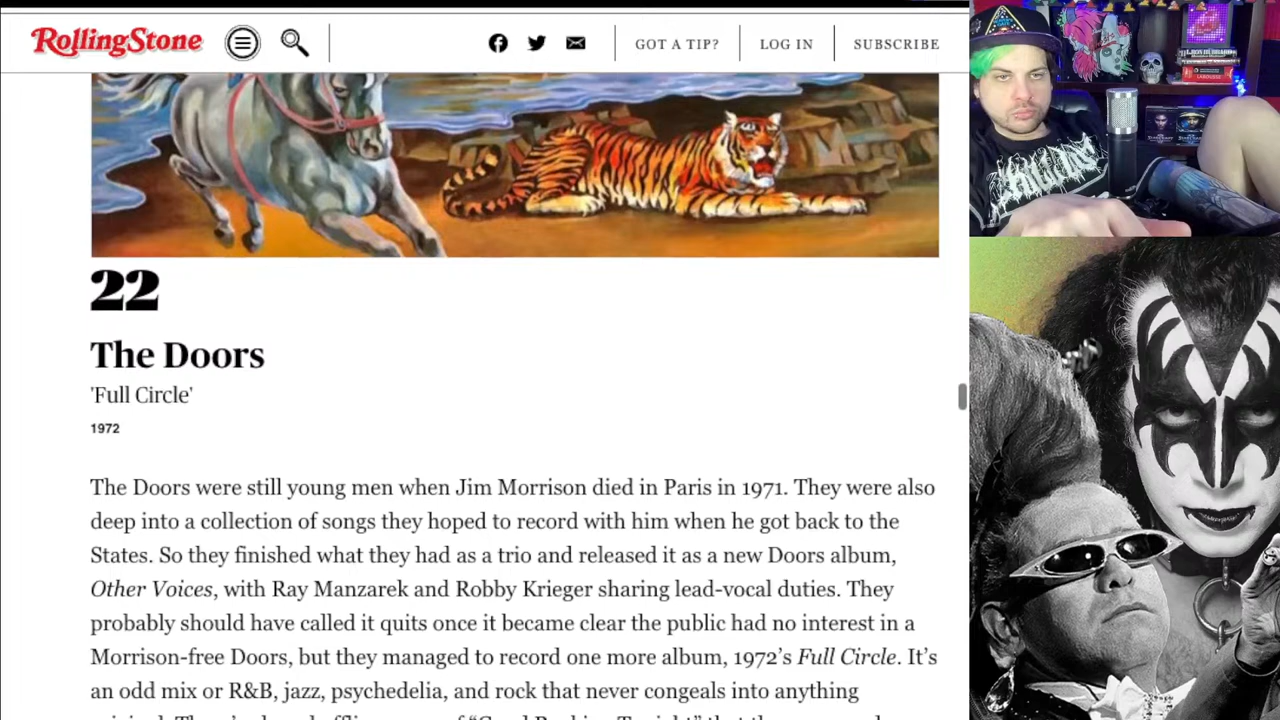 RollingStone
GOT A TIP?
LOG IN
SUBSCRIBE
22
The Doors
'Full Circle'
1972
The Doors were still young men when Jim Morrison died in Paris in 1971. They were also
deep into a collection of songs they hoped to record with him when he got back to the
States. So they finished what they had as a trio and released it as a new Doors album,
Other Voices, with Ray Manzarek and Robby Krieger sharing lead-vocal duties. They
probably should have called it quits once it became clear the public had no interest in a
Morrison-free Doors, but they managed to record one more album, 1972’s Full Circle. It’s
an odd mix or R&B, jazz, psychedelia, and rock that never congeals into anything
L. RON HUBBARD
LAROUSSE